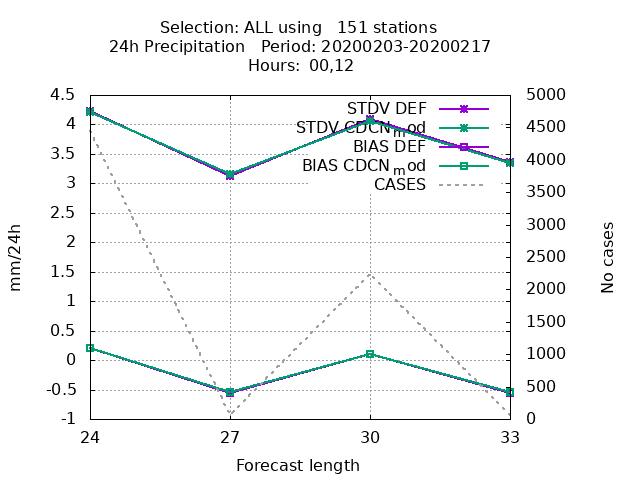 Selection: ALL using   151 stations
24h Precipitation   Period: 20200203-20200217
Hours:  00,12
STDV DEF
STDV CDCN_mod
BIAS DEF
BIAS CDCN_mod
CASES
4.5
4
3.5
3
2.5
2
1.5
1
0.5
0
-0.5
-1
mm/24h
5000
4500
4000
3500
3000
2500
2000
1500
1000
500
0
No cases
24 27 30 33
Forecast length